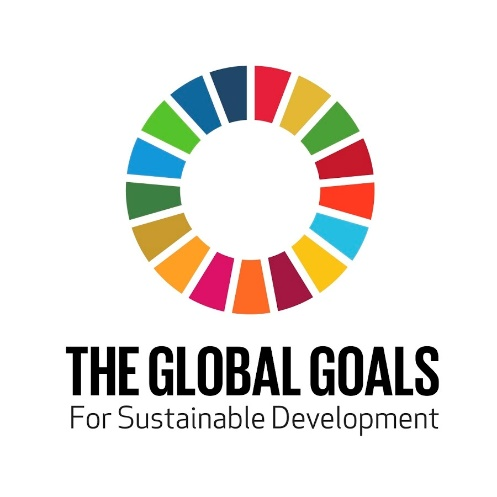 THE GLOBAL GOALS
For Sustainable Development